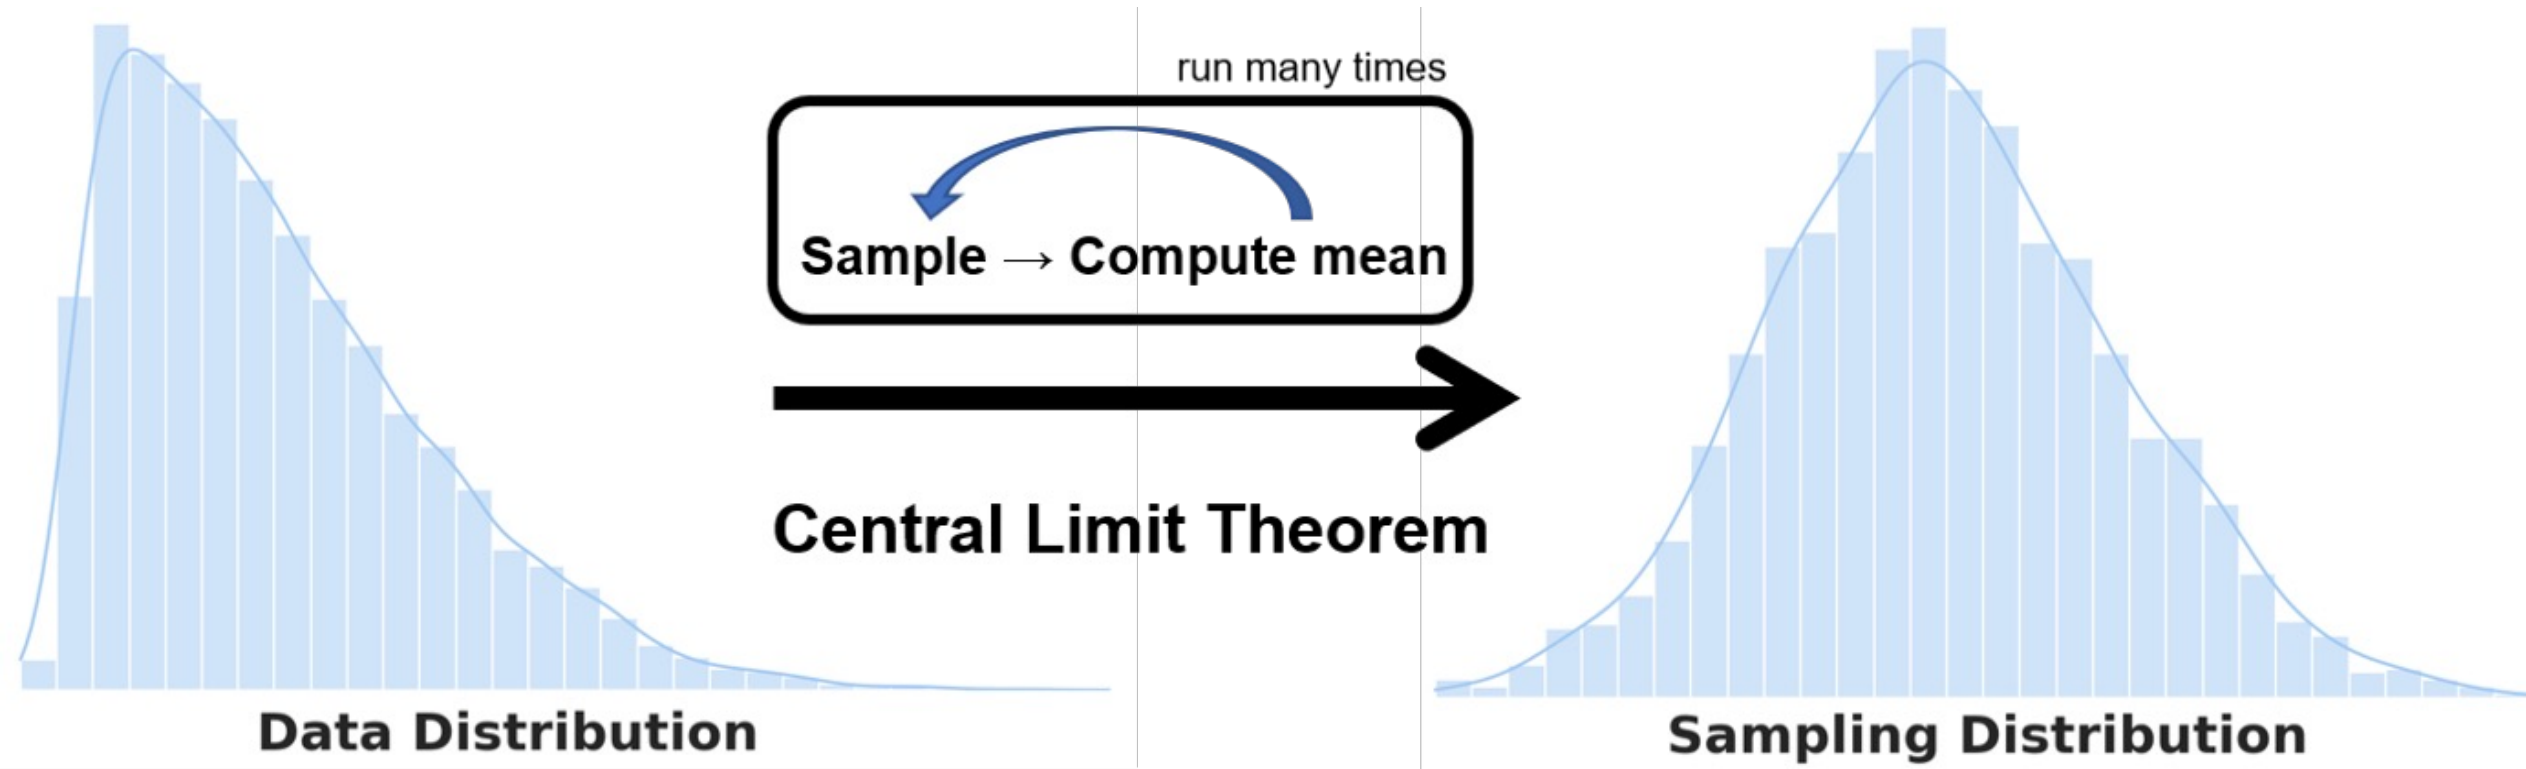 run many times
Sample → Compute mean
Central Limit Theorem
Data Distribution
Sampling Distribution